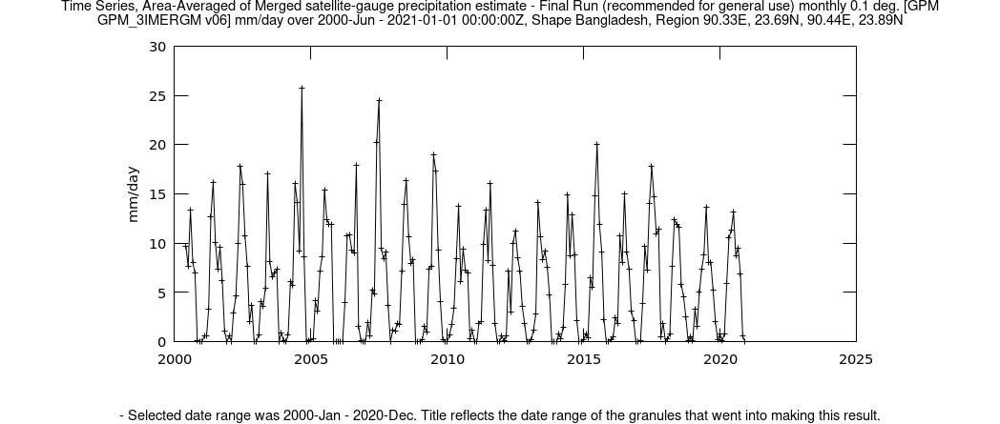 Time Series, Area-Averaged of Merged satellite-gauge precipitation estimate - Final Run (recommended for general use) monthly 0.1 deg. [GPM
GPM_3IMERGM v06] mm/day over 2000-Jun - 2021-01-01 00:00:00Z, Shape Bangladesh, Region 90.33E, 23.69N, 90.44E, 23.89N
30
25
20
15
10
5
0
mm/day
2000 2005 2010 2015 2020 2025
- Selected date range was 2000-Jan - 2020-Dec. Title reflects the date range of the granules that went into making this result.